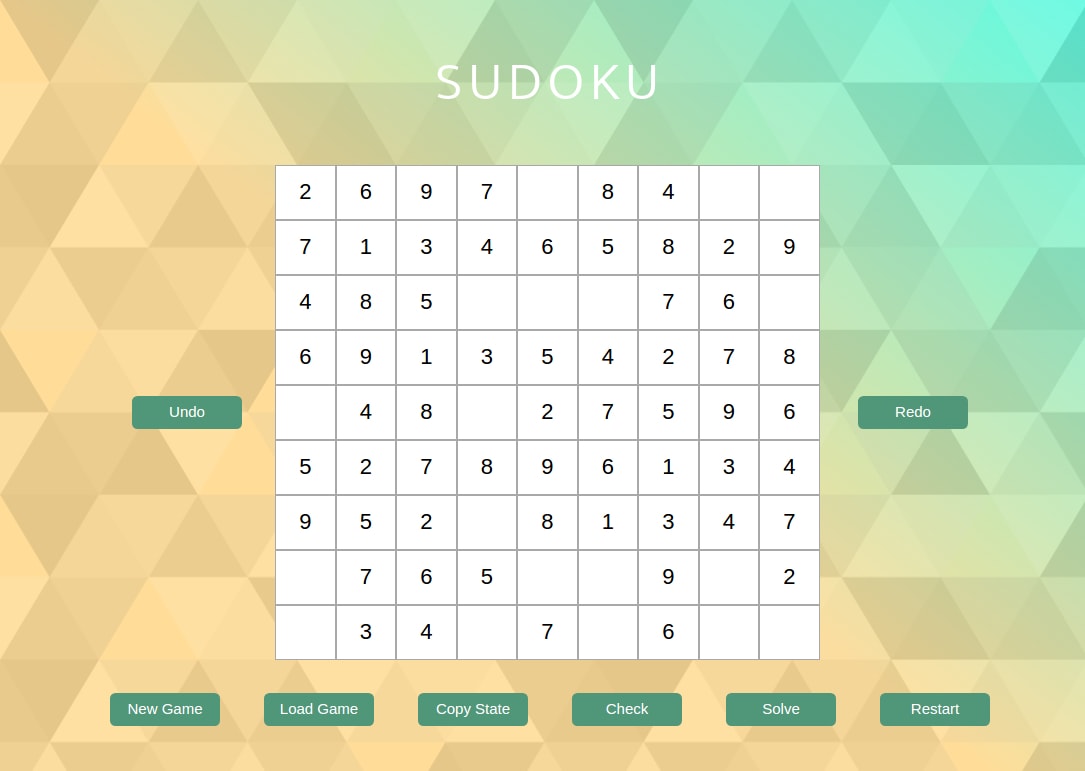 SUDOKU
2 6 9 7 8 4
7 1 3 4 6 5 8 2 9
4 8 5 7 6
6 9 1 3 5 4 2 7 8
4 8 2 7 5 9 6
Undo Redo
5 2 7 8 9 6 1 3 4
9 5 2 8 1 3 4 7
7 6 5 9 2
3 4 7 6
New Game Load Game Copy State Check Solve Restart